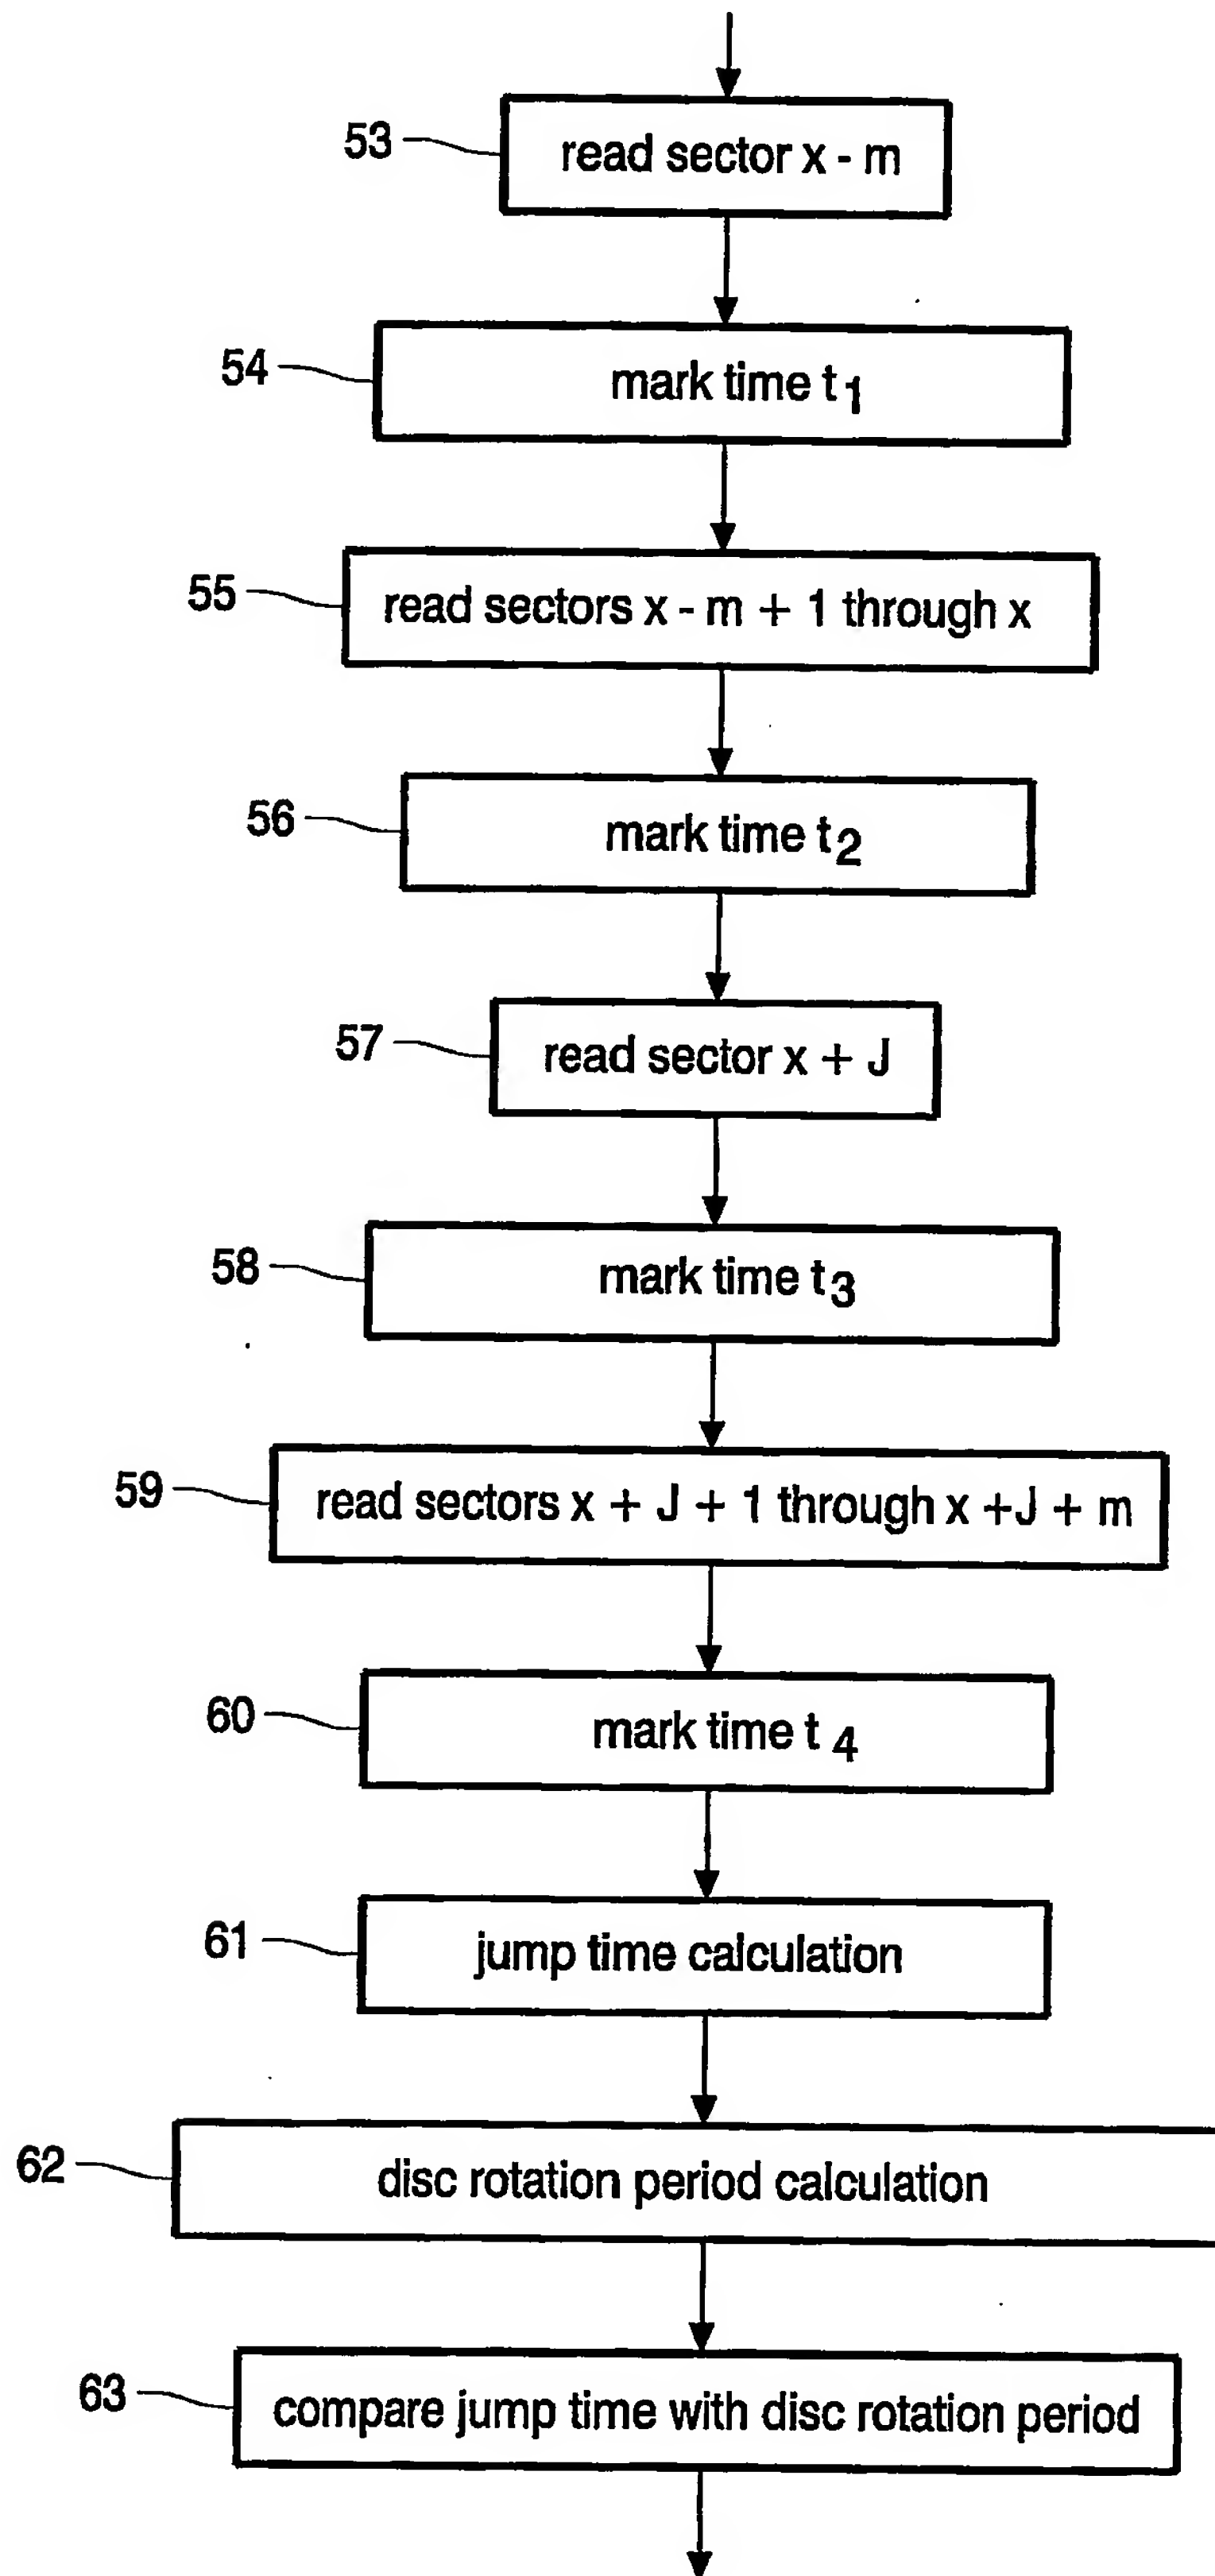 53 read sector x - m
54 mark time t1
55 read sectors x - m + 1 through x
56 mark time t2
57 read sector x + J
58 mark time t3
59 read sectors x + J + 1 through x +J + m
60 mark time t 4
61 jump time calculation
62 disc rotation period calculation
63 compare jump time with disc rotation period